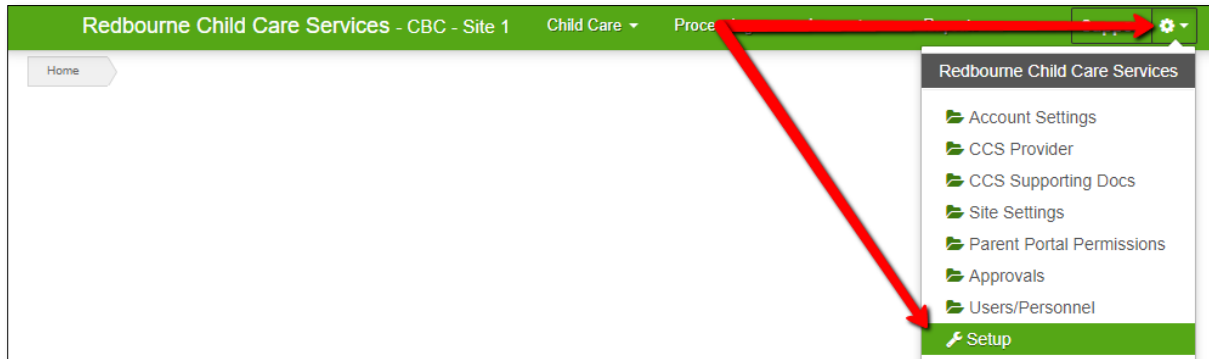 Redbourne Child Care Services - CBC - Site 1 Child Care
Home
Redbourne Child Care Services
Account Settings
CCS Provider
CCS Supporting Docs
Site Settings
Parent Portal Permissions
Approvals
Users/Personnel
Setup